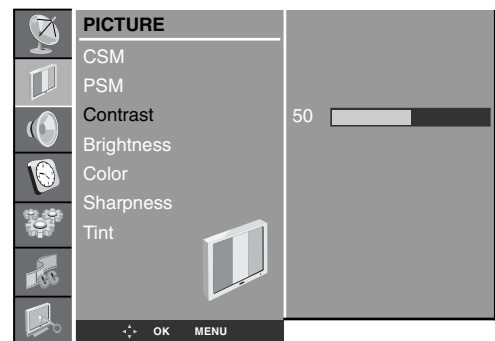 PICTURE
CSM
PSM
Contrast 50
Brightness
Color
Sharpness
Tint
OK MENU